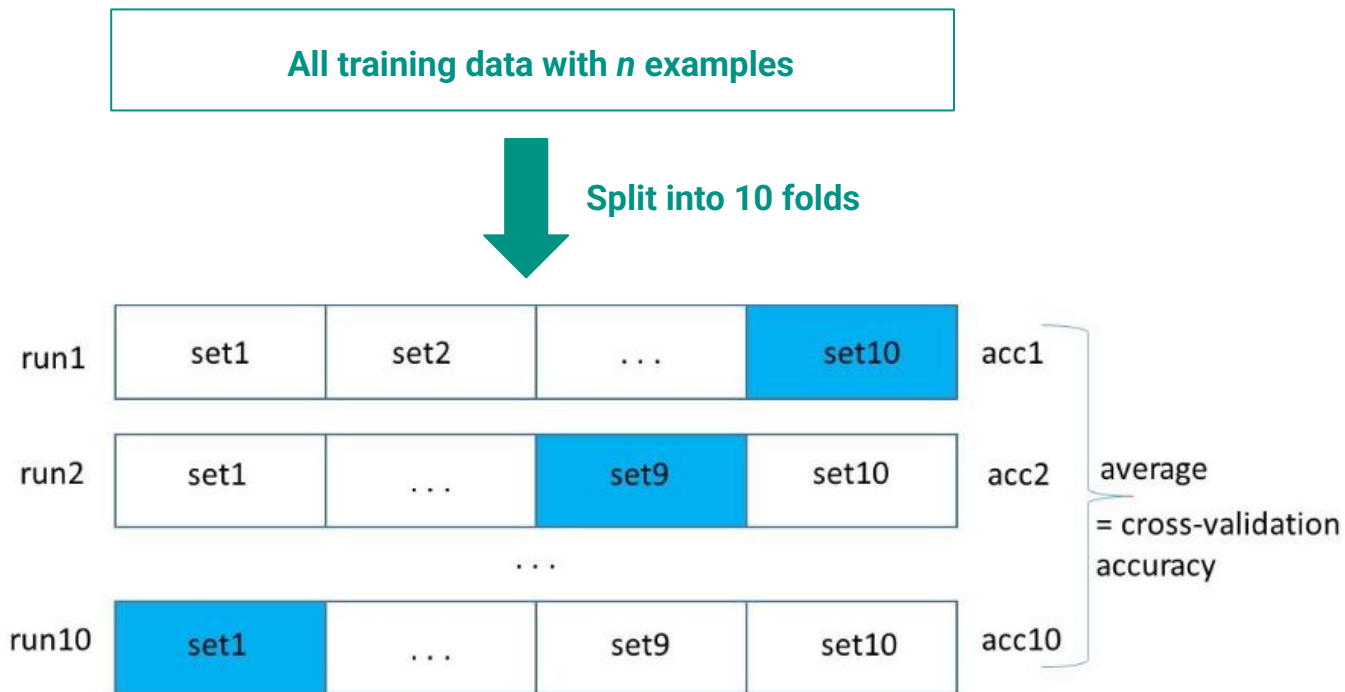 All training data with n examples
Split into 10 folds
run1 set1 set2 . . . set10 acc1
run2 set1 . . . set9 set10 acc2
average
= cross-validation
accuracy
. . .
run10 set1 . . . set9 set10 acc10